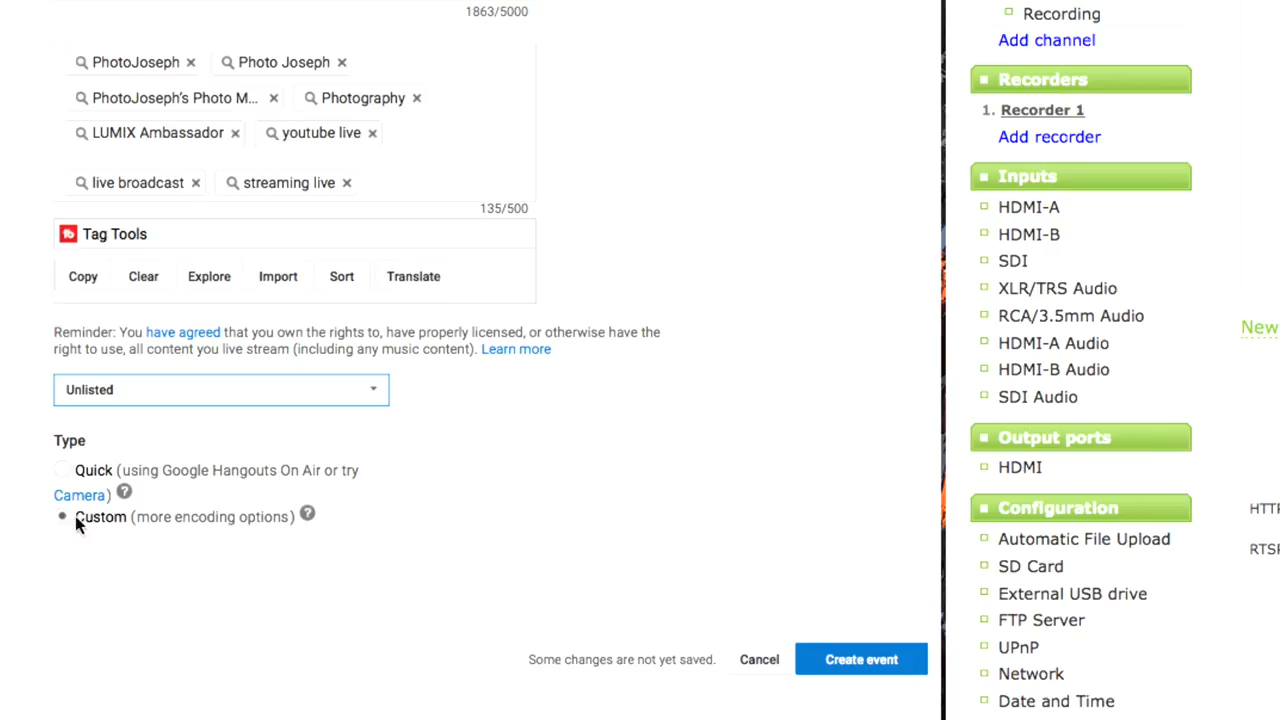 1863/5000
PhotoJoseph × Photo Joseph ×
PhotoJoseph's Photo M... × Photography ×
LUMIX Ambassador × youtube live ×
live broadcast × streaming live ×
135/500
Tag Tools
Copy Clear Explore Import Sort Translate
Reminder: You have agreed that you own the rights to, have properly licensed, or otherwise have the
right to use, all content you live stream (including any music content). Learn more
Unlisted
Type
Quick (using Google Hangouts On Air or try
Camera) ?
Custom (more encoding options) ?
Some changes are not yet saved. Cancel Create event
Recording
Add channel
Recorders
1. Recorder 1
Add recorder
Inputs
HDMI-A
HDMI-B
SDI
XLR/TRS Audio
RCA/3.5mm Audio
HDMI-A Audio
HDMI-B Audio
SDI Audio
Output ports
HDMI
Configuration
Automatic File Upload
SD Card
External USB drive
FTP Server
UPnP
Network
Date and Time
New
HTTP
RTSP